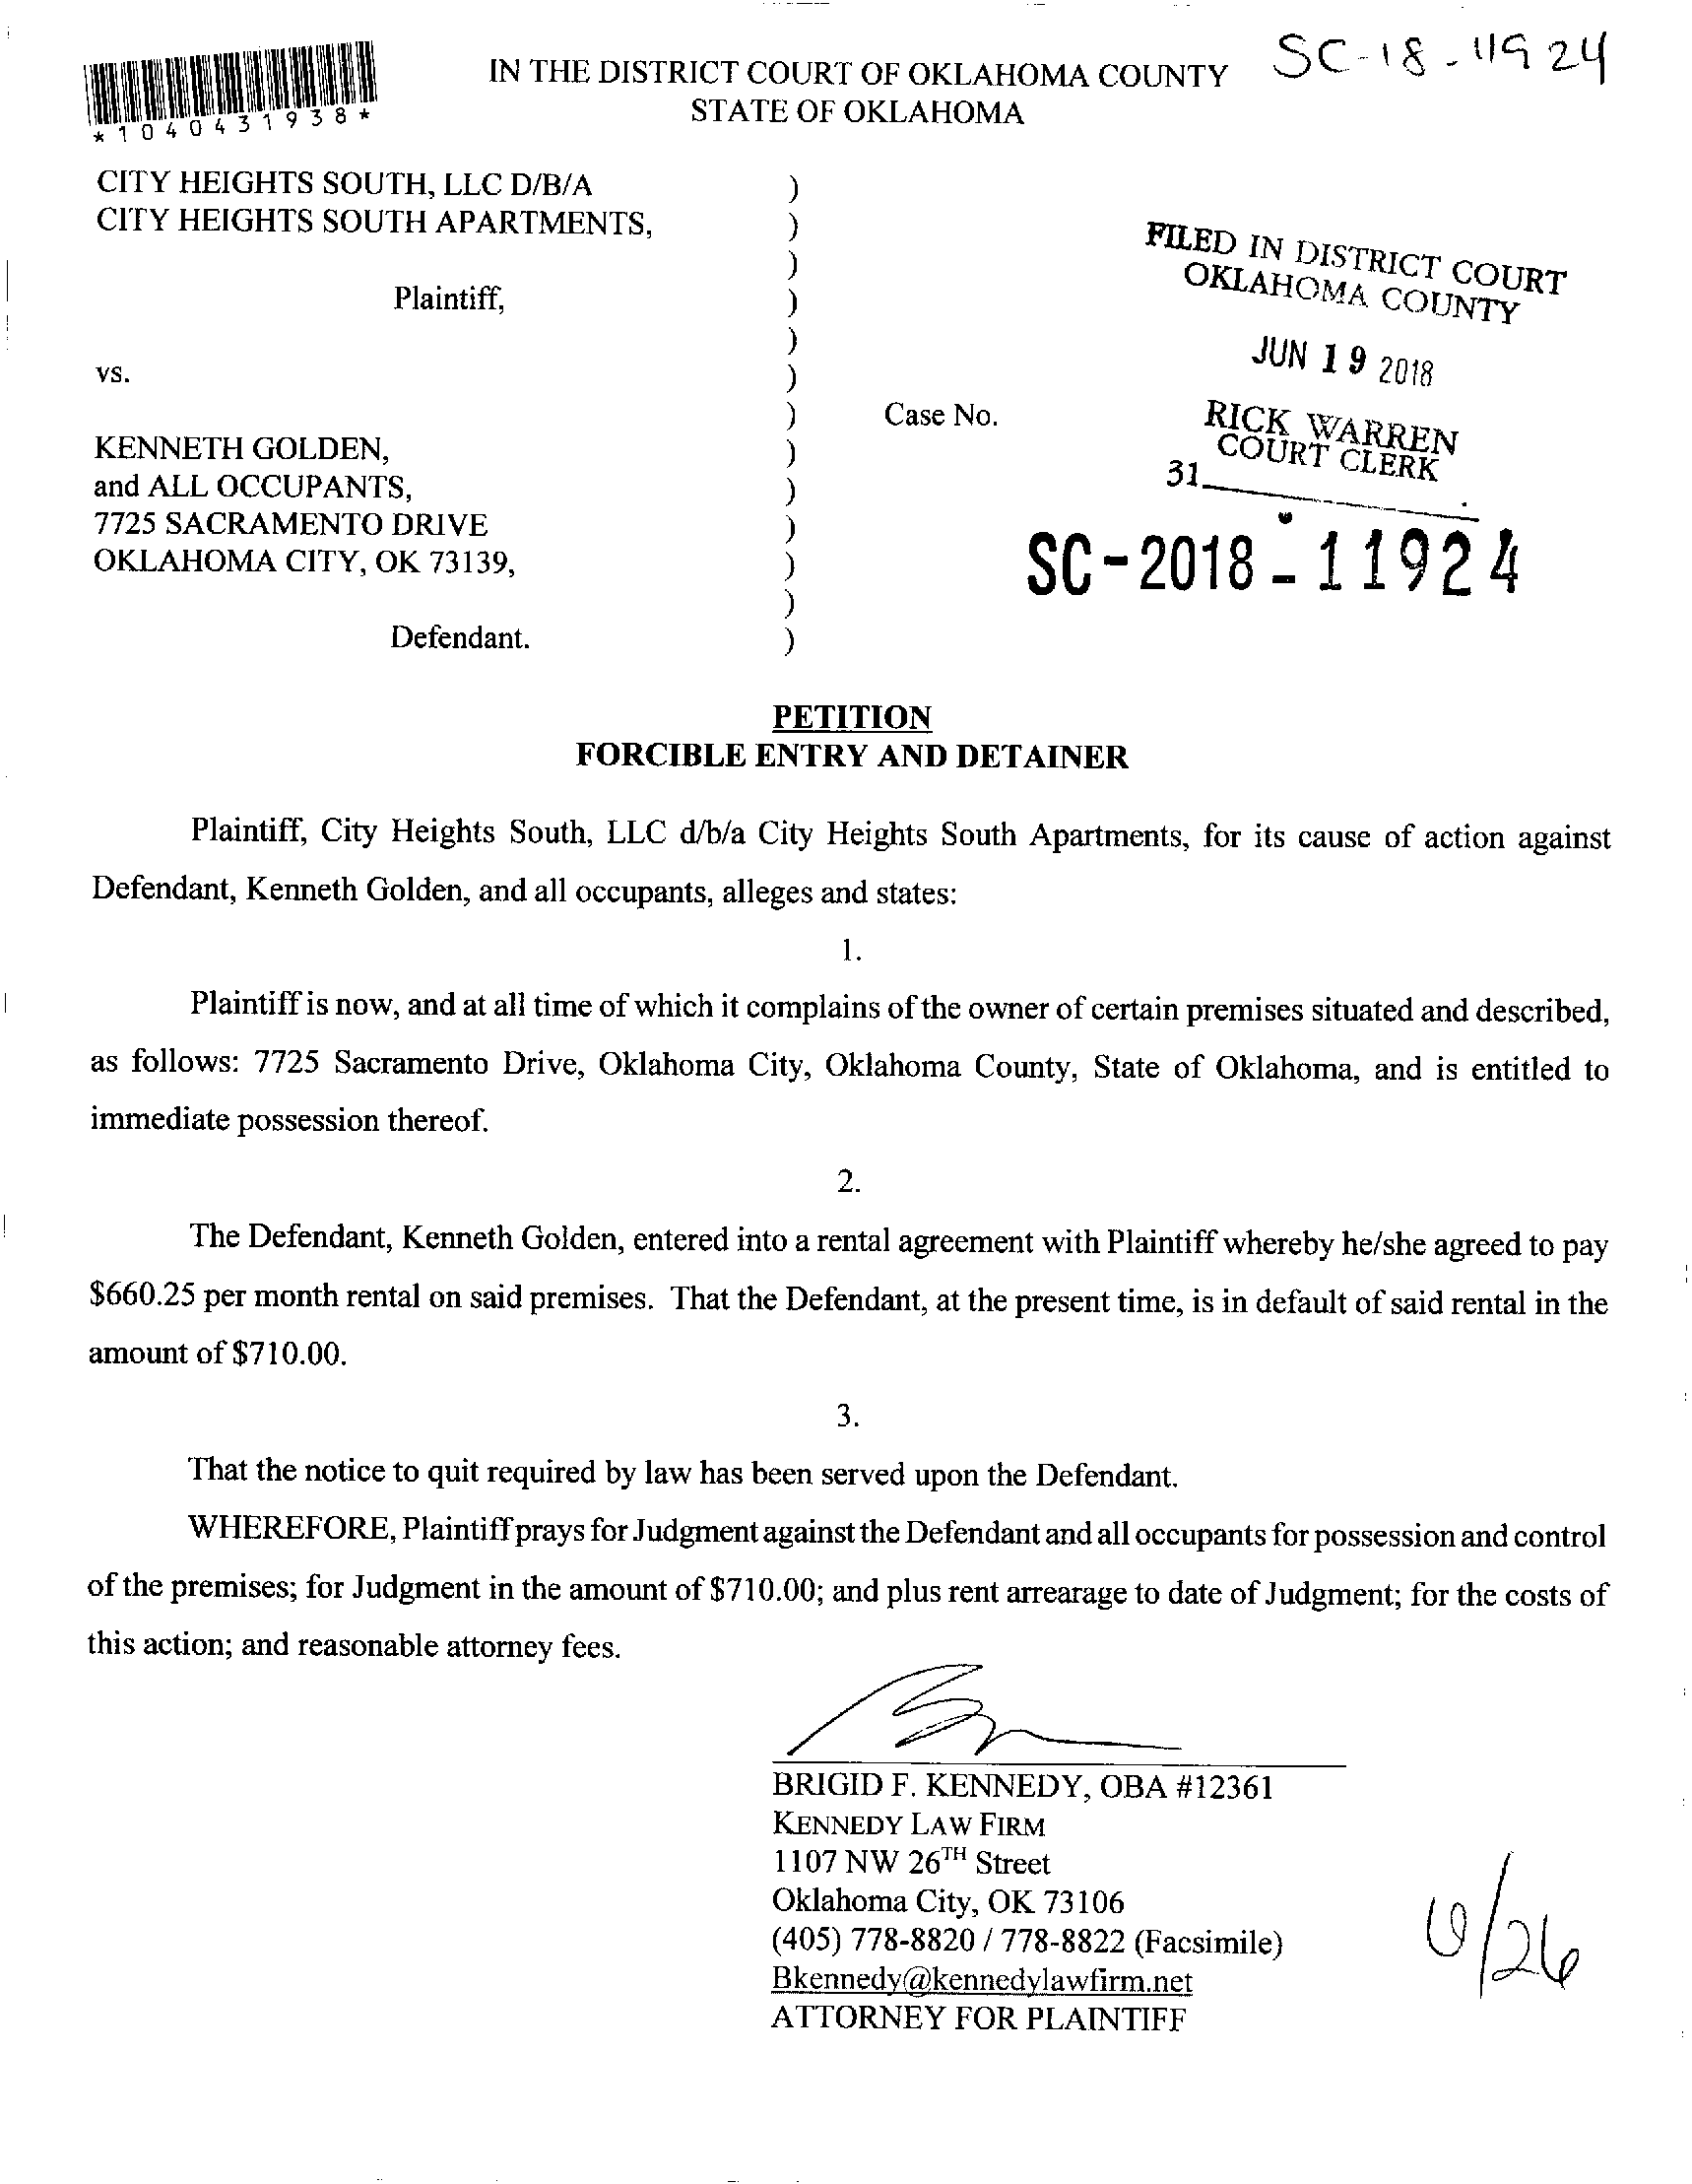 SC-18-11924
*1040431938*
IN THE DISTRICT COURT OF OKLAHOMA COUNTY
STATE OF OKLAHOMA
CITY HEIGHTS SOUTH, LLC D/B/A )
CITY HEIGHTS SOUTH APARTMENTS, )
)
Plaintiff, )
)
vs. )
) Case No.
KENNETH GOLDEN, )
and ALL OCCUPANTS, )
7725 SACRAMENTO DRIVE )
OKLAHOMA CITY, OK 73139, )
)
Defendant. )
FILED IN DISTRICT COURT
OKLAHOMA COUNTY
JUN 19 2018
RICK WARREN
COURT CLERK
31
SC-2018-11924
PETITION
FORCIBLE ENTRY AND DETAINER
Plaintiff, City Heights South, LLC d/b/a City Heights South Apartments, for its cause of action against
Defendant, Kenneth Golden, and all occupants, alleges and states:
1.
Plaintiff is now, and at all time of which it complains of the owner of certain premises situated and described,
as follows: 7725 Sacramento Drive, Oklahoma City, Oklahoma County, State of Oklahoma, and is entitled to
immediate possession thereof.
2.
The Defendant, Kenneth Golden, entered into a rental agreement with Plaintiff whereby he/she agreed to pay
$660.25 per month rental on said premises. That the Defendant, at the present time, is in default of said rental in the
amount of $710.00.
3.
That the notice to quit required by law has been served upon the Defendant.
WHEREFORE, Plaintiff prays for Judgment against the Defendant and all occupants for possession and control
of the premises; for Judgment in the amount of $710.00; and plus rent arrearage to date of Judgment; for the costs of
this action; and reasonable attorney fees.
BRIGID F. KENNEDY, OBA #12361
KENNEDY LAW FIRM
1107 NW 26TH Street
Oklahoma City, OK 73106
(405) 778-8820 / 778-8822 (Facsimile)
Bkennedy@kennedylawfirm.net
ATTORNEY FOR PLAINTIFF
6/26